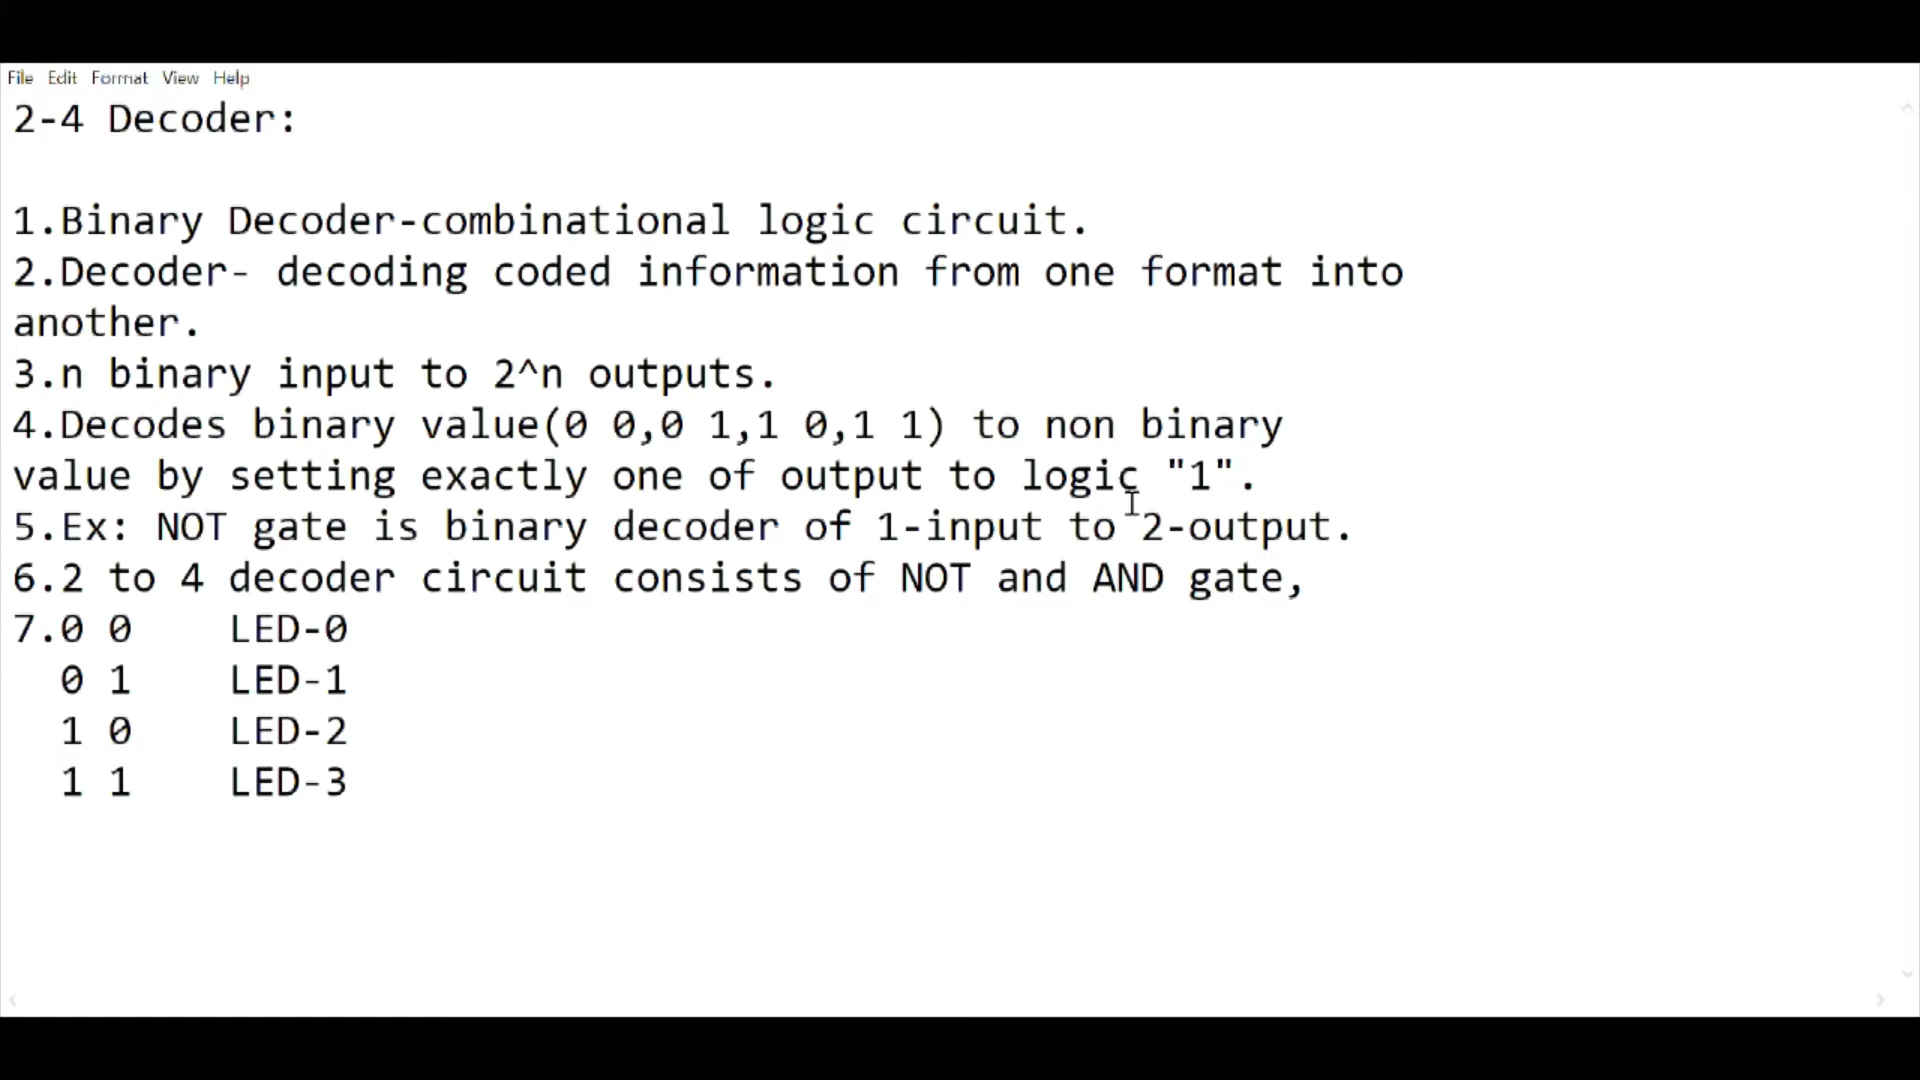 File Edit Format View Help
2-4 Decoder:
1.Binary Decoder-combinational logic circuit.
2.Decoder- decoding coded information from one format into
another.
3.n binary input to 2^n outputs.
4.Decodes binary value(0 0,0 1,1 0,1 1) to non binary
value by setting exactly one of output to logic "1".
5.Ex: NOT gate is binary decoder of 1-input to 2-output.
6.2 to 4 decoder circuit consists of NOT and AND gate,
7.0 0    LED-0
0 1    LED-1
1 0    LED-2
1 1    LED-3